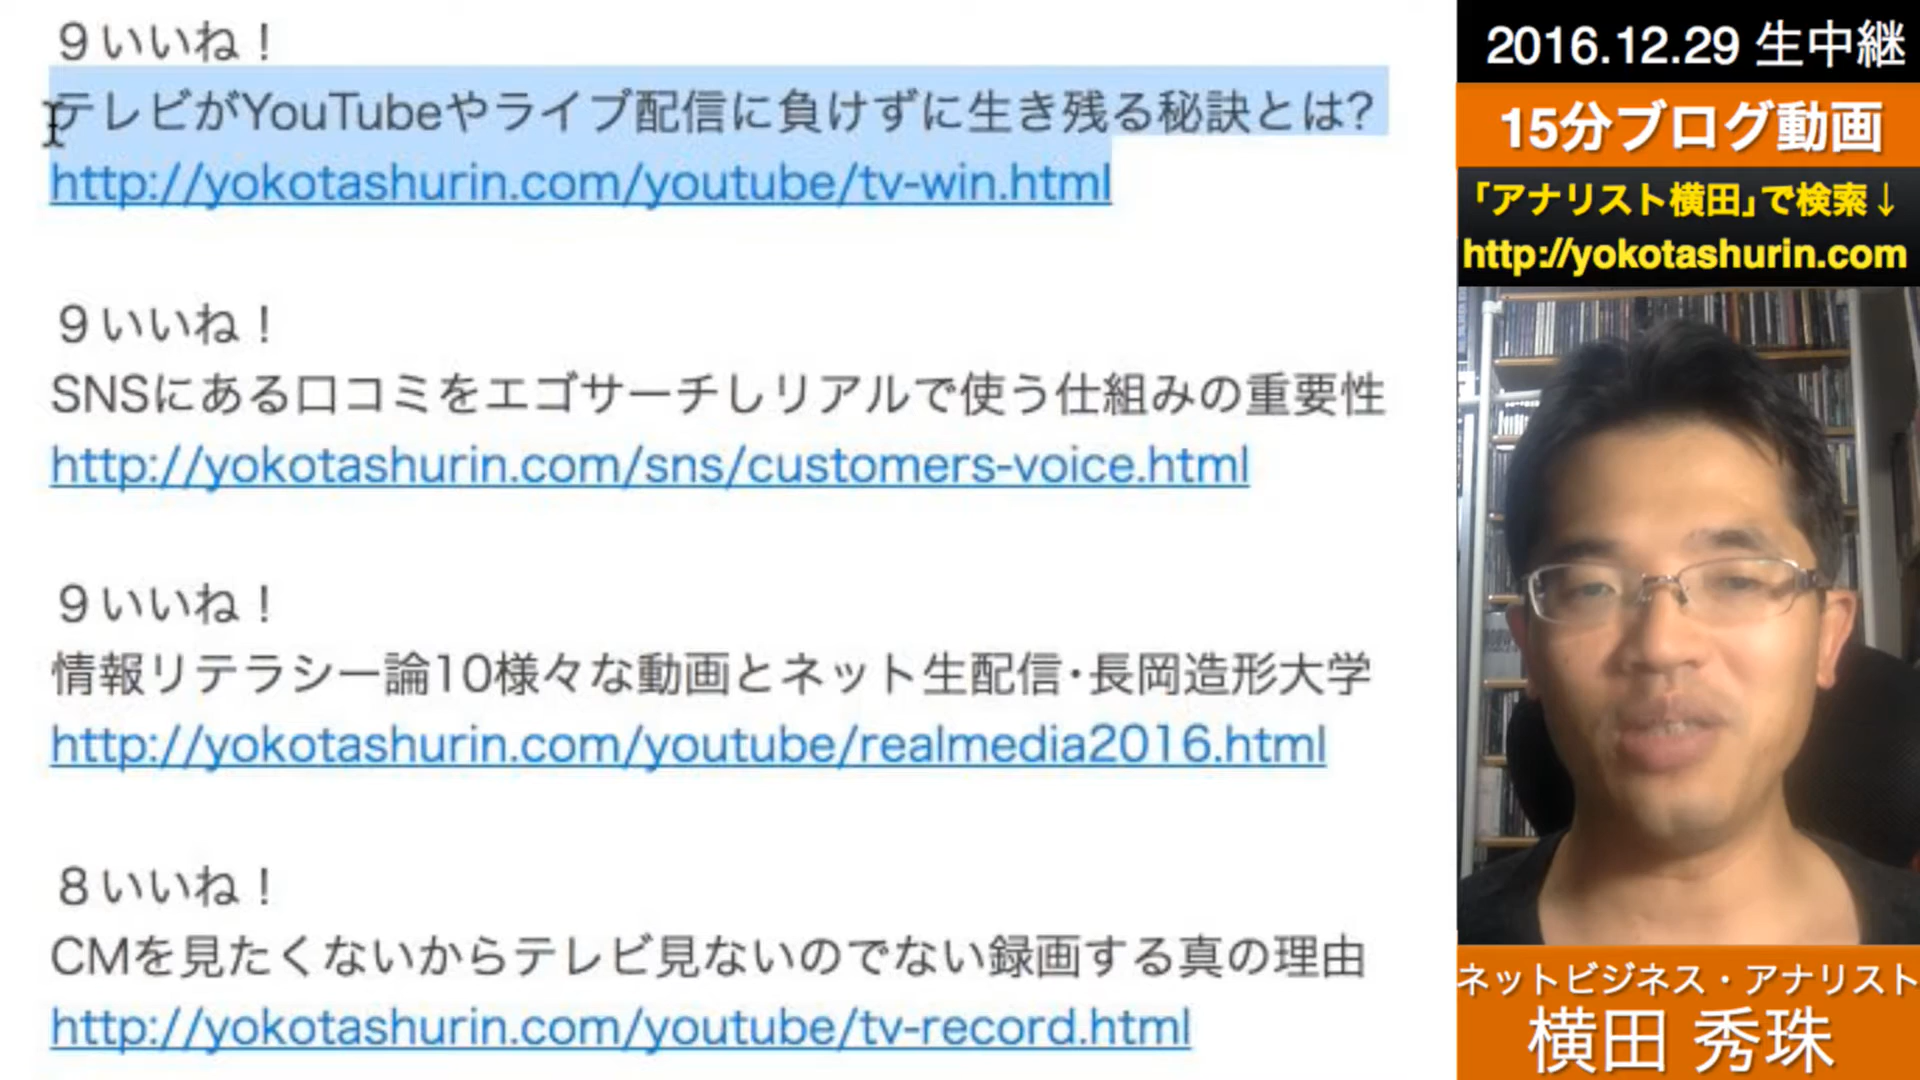 ９いいね！
テレビがYouTubeやライブ配信に負けずに生き残る秘訣とは?
http://yokotashurin.com/youtube/tv-win.html
９いいね！
SNSにある口コミをエゴサーチしリアルで使う仕組みの重要性
http://yokotashurin.com/sns/customers-voice.html
９いいね！
情報リテラシー論10様々な動画とネット生配信・長岡造形大学
http://yokotashurin.com/youtube/realmedia2016.html
８いいね！
CMを見たくないからテレビ見ないのでない録画する真の理由
http://yokotashurin.com/youtube/tv-record.html
2016.12.29 生中継
15分ブログ動画
「アナリスト横田」で検索↓
http://yokotashurin.com
ネットビジネス・アナリスト
横田 秀珠